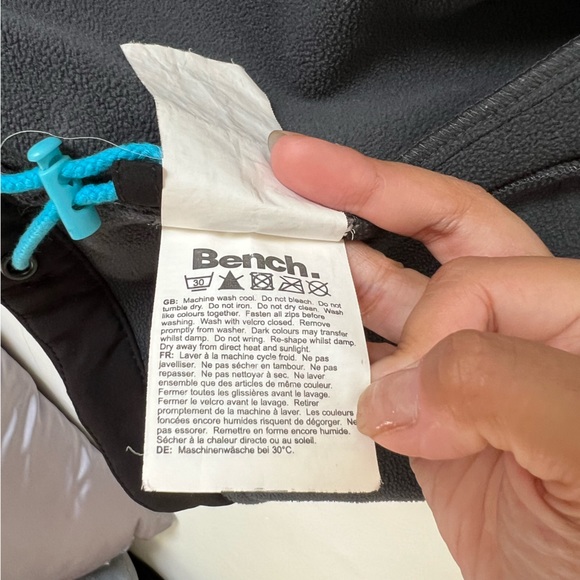 Bench.
30
GB: Machine wash cool. Do not bleach. Do not
tumble dry. Do not iron. Do not dry clean. Wash
like colours together. Fasten all zips before
washing. Wash with velcro closed. Remove
promptly from washer. Dark colours may transfer
whilst damp. Do not wring. Re-shape whilst damp.
Dry away from direct heat and sunlight.
FR: Laver à la machine cycle froid. Ne pas
javelliser. Ne pas sécher en tambour. Ne pas
repasser. Ne pas nettoyer à sec. Ne laver
ensemble que des articles de même couleur.
Fermer toutes les glissières avant le lavage.
Fermer le velcro avant le lavage. Retirer
promptement de la machine à laver. Les couleurs
foncées encore humides risquent de dégorger. Ne
pas essorer. Remettre en forme encore humide.
Sécher à la chaleur directe ou au soleil.
DE: Maschinenwäsche bei 30°C.